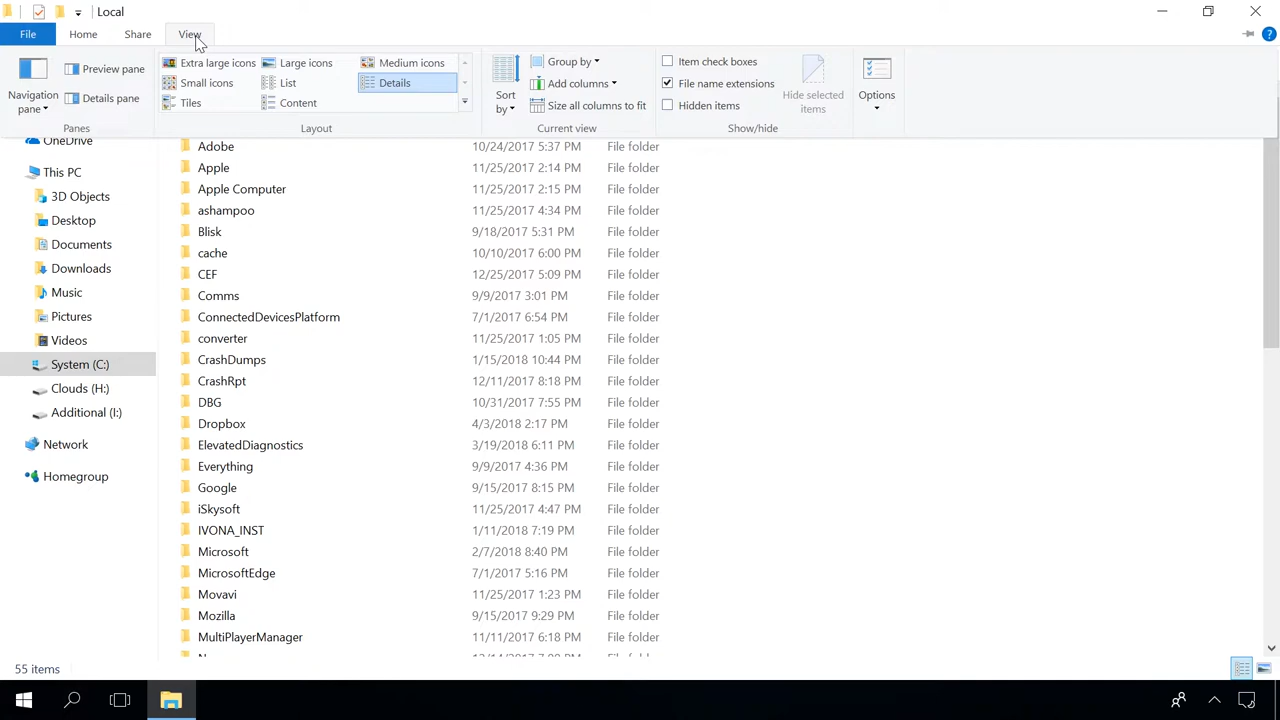 Local
File Home Share View
Extra large icons Large icons Medium icons
Small icons List Details
Tiles Content
Navigation pane
Preview pane
Details pane
Panes
Layout
Sort by
Group by
Add columns
Size all columns to fit
Current view
Item check boxes
File name extensions
Hidden items
Hide selected items
Show/hide
Options
OneDrive
This PC
3D Objects
Desktop
Documents
Downloads
Music
Pictures
Videos
System (C:)
Clouds (H:)
Additional (I:)
Network
Homegroup
Adobe 10/24/2017 5:37 PM File folder
Apple 11/25/2017 2:14 PM File folder
Apple Computer 11/25/2017 2:15 PM File folder
ashampoo 11/25/2017 4:34 PM File folder
Blisk 9/18/2017 5:31 PM File folder
cache 10/10/2017 6:00 PM File folder
CEF 12/25/2017 5:09 PM File folder
Comms 9/9/2017 3:01 PM File folder
ConnectedDevicesPlatform 7/1/2017 6:54 PM File folder
converter 11/25/2017 1:05 PM File folder
CrashDumps 1/15/2018 10:44 PM File folder
CrashRpt 12/11/2017 8:18 PM File folder
DBG 10/31/2017 7:55 PM File folder
Dropbox 4/3/2018 2:17 PM File folder
ElevatedDiagnostics 3/19/2018 6:11 PM File folder
Everything 9/9/2017 4:36 PM File folder
Google 9/15/2017 8:15 PM File folder
iSkysoft 11/25/2017 4:47 PM File folder
IVONA_INST 1/11/2018 7:19 PM File folder
Microsoft 2/7/2018 8:40 PM File folder
MicrosoftEdge 7/1/2017 5:16 PM File folder
Movavi 11/25/2017 1:23 PM File folder
Mozilla 9/15/2017 9:29 PM File folder
MultiPlayerManager 11/11/2017 6:18 PM File folder
55 items